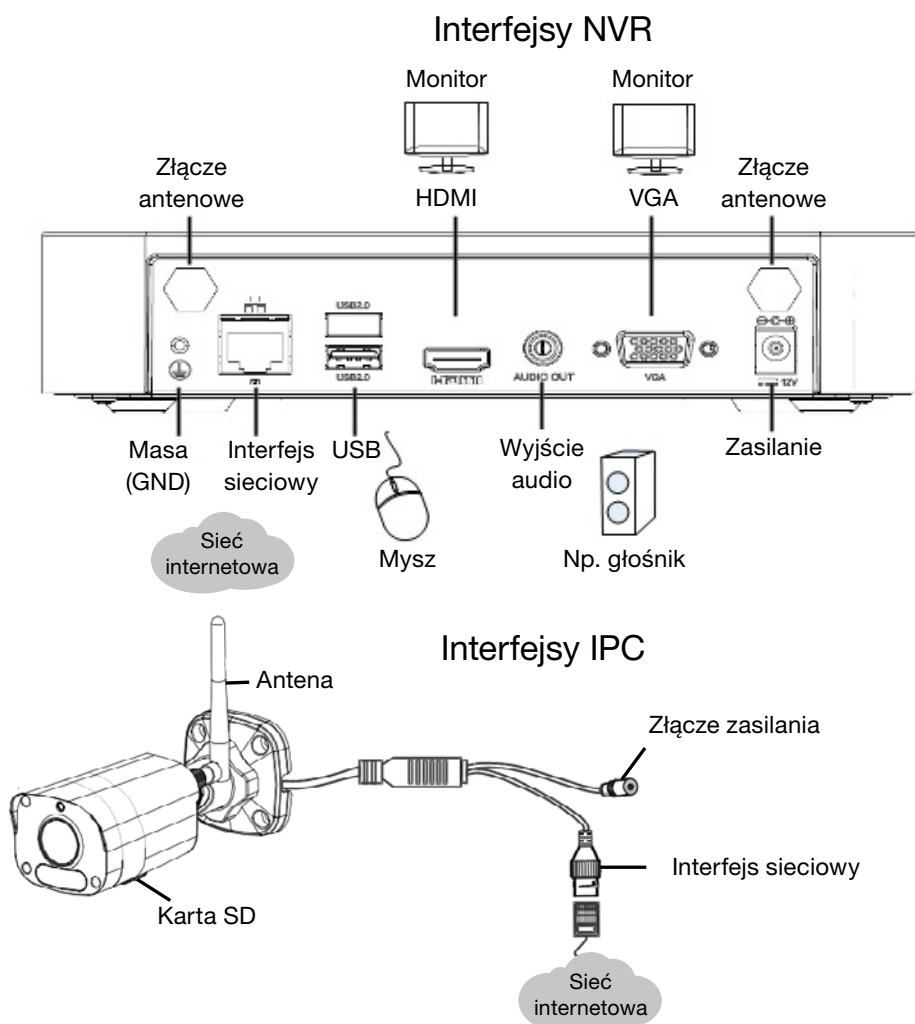 Interfejsy NVR
Monitor
Monitor
Złącze
antenowe
HDMI
VGA
Złącze
antenowe
USB2.0
USB2.0
HDMI
AUDIO OUT
VGA
12V
Masa
(GND)
Interfejs
sieciowy
USB
Wyjście
audio
Zasilanie
Sieć
internetowa
Mysz
Np. głośnik
Interfejsy IPC
Antena
Złącze zasilania
Interfejs sieciowy
Karta SD
Sieć
internetowa